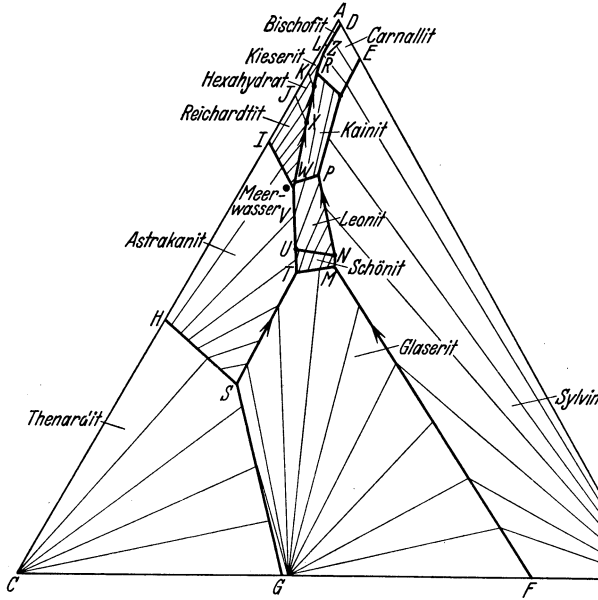 A
Bischofit D
L Z Carnallit
Kieserit R E
K
Hexahydrat
J
Reichardtit X Kainit
I
W P
Meer-
wasser
V Leonit
Astrakanit
U N
Schönit
T M
H
Glaserit
S
Sylvin
Thenardit
C G F